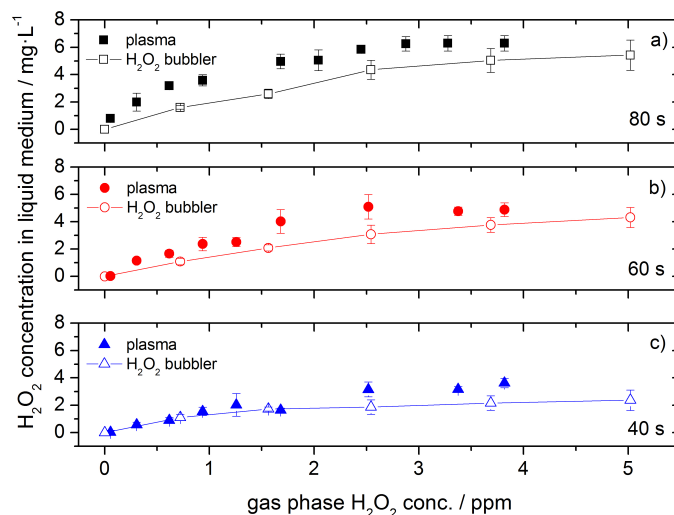 H₂O₂ concentration in liquid medium / mg·L⁻¹
8
6
4
2
0
plasma
H₂O₂ bubbler
a)
80 s
8
6
4
2
0
plasma
H₂O₂ bubbler
b)
60 s
8
6
4
2
0
plasma
H₂O₂ bubbler
c)
40 s
0 1 2 3 4 5
gas phase H₂O₂ conc. / ppm